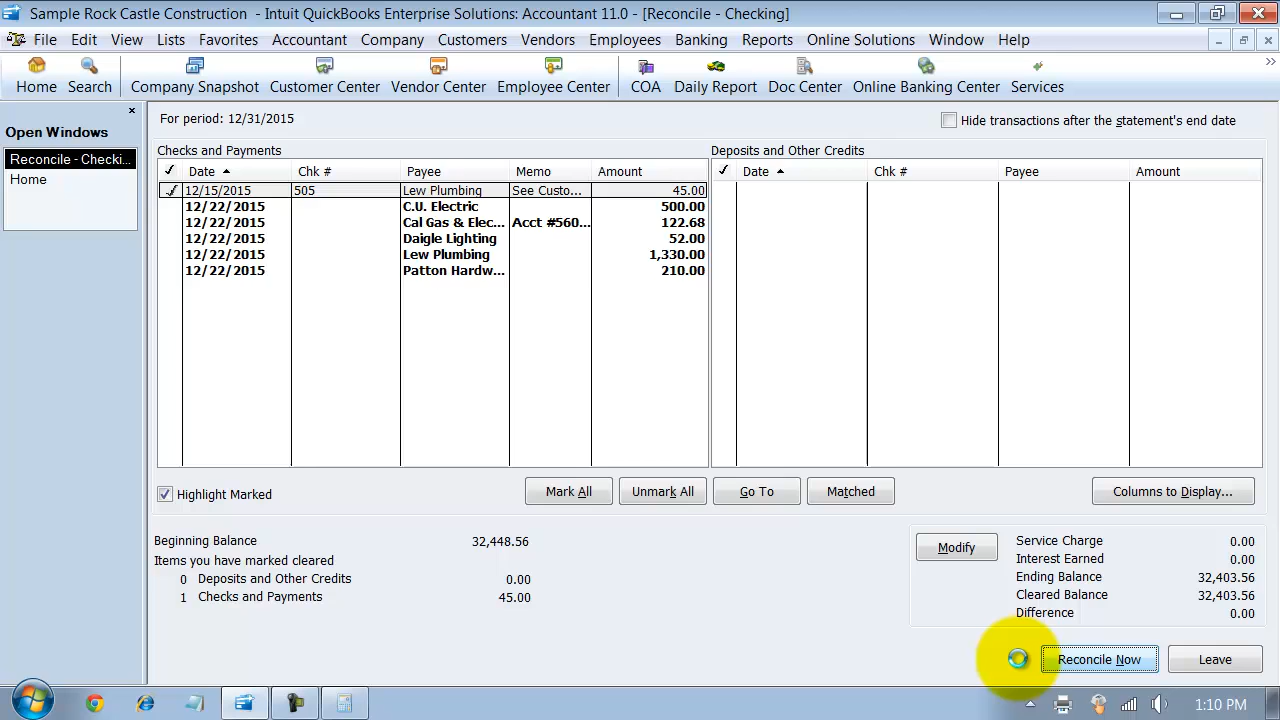 Sample Rock Castle Construction - Intuit QuickBooks Enterprise Solutions: Accountant 11.0 - [Reconcile - Checking]
File Edit View Lists Favorites Accountant Company Customers Vendors Employees Banking Reports Online Solutions Window Help
Home Search Company Snapshot Customer Center Vendor Center Employee Center COA Daily Report Doc Center Online Banking Center Services
Open Windows
Reconcile - Checki...
Home
For period: 12/31/2015
Hide transactions after the statement's end date
Checks and Payments
Date Chk # Payee Memo Amount
12/15/2015 505 Lew Plumbing See Custo... 45.00
12/22/2015 C.U. Electric 500.00
12/22/2015 Cal Gas & Elec... Acct #560... 122.68
12/22/2015 Daigle Lighting 52.00
12/22/2015 Lew Plumbing 1,330.00
12/22/2015 Patton Hardw... 210.00
Deposits and Other Credits
Date Chk # Payee Amount
Highlight Marked
Mark All Unmark All Go To Matched Columns to Display...
Beginning Balance 32,448.56
Items you have marked cleared
0 Deposits and Other Credits 0.00
1 Checks and Payments 45.00
Modify
Service Charge 0.00
Interest Earned 0.00
Ending Balance 32,403.56
Cleared Balance 32,403.56
Difference 0.00
Reconcile Now Leave
1:10 PM